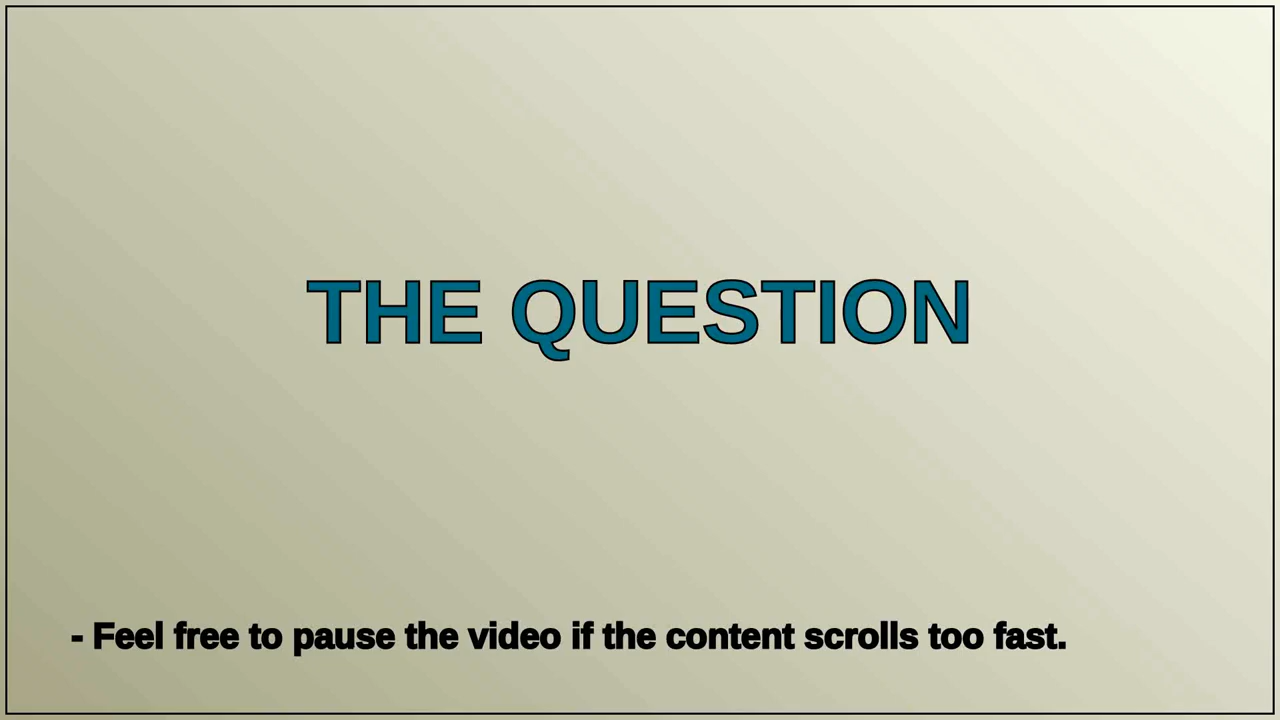 THE QUESTION
- Feel free to pause the video if the content scrolls too fast.